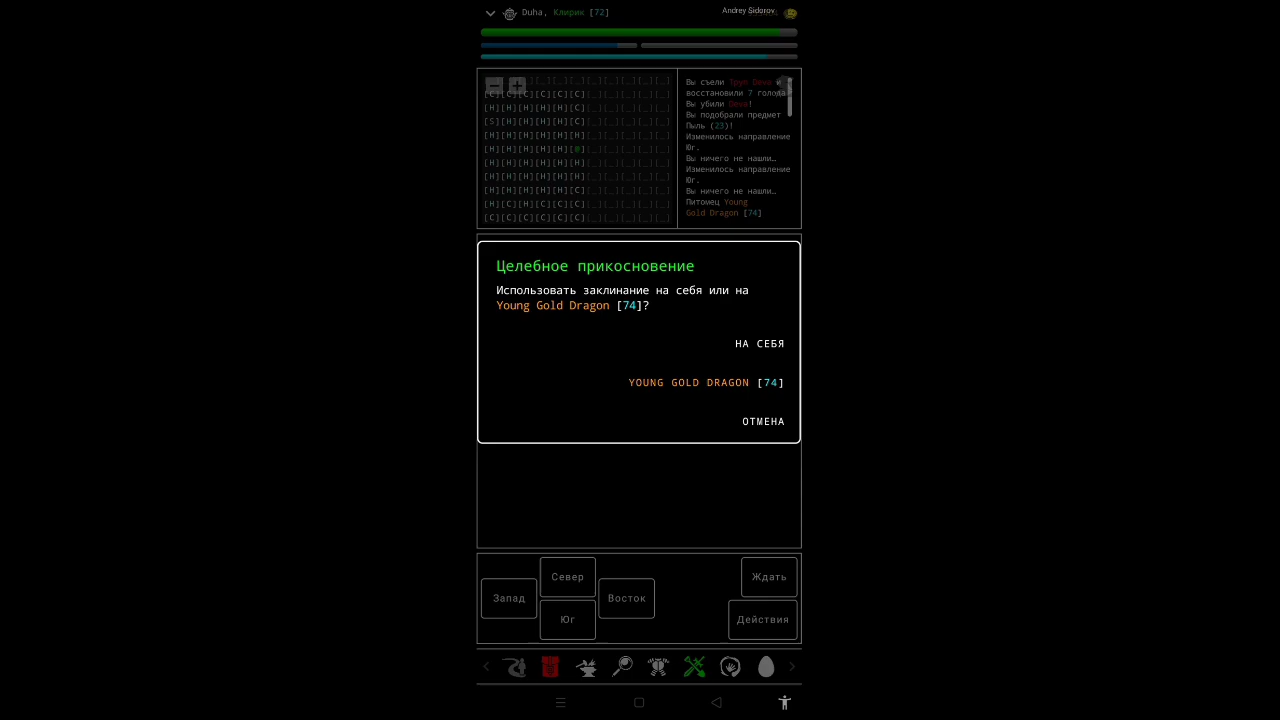 Duha, Клирик [72]
Andrey Sidorov
[C][C][C][C][C][C][_][_][_][_][_]
[H][H][H][H][H][C][_][_][_][_][_]
[S][H][H][H][H][C][_][_][_][_][_]
[H][H][H][H][H][H][_][_][_][_][_]
[H][H][H][H][H][@][_][_][_][_][_]
[H][H][H][H][H][H][_][_][_][_][_]
[H][H][H][H][H][C][_][_][_][_][_]
[H][H][H][H][H][C][_][_][_][_][_]
[H][C][H][C][H][C][_][_][_][_][_]
[C][C][C][C][C][C][_][_][_][_][_]
Вы съели Труп Deva и
восстановили 7 голода
Вы убили Deva!
Вы подобрали предмет
Пыль (23)!
Изменилось направление
Юг.
Вы ничего не нашли…
Изменилось направление
Юг.
Вы ничего не нашли…
Питомец Young
Gold Dragon [74]
Целебное прикосновение
Использовать заклинание на себя или на
Young Gold Dragon [74]?
НА СЕБЯ
YOUNG GOLD DRAGON [74]
ОТМЕНА
Север
Ждать
Запад
Восток
Юг
Действия